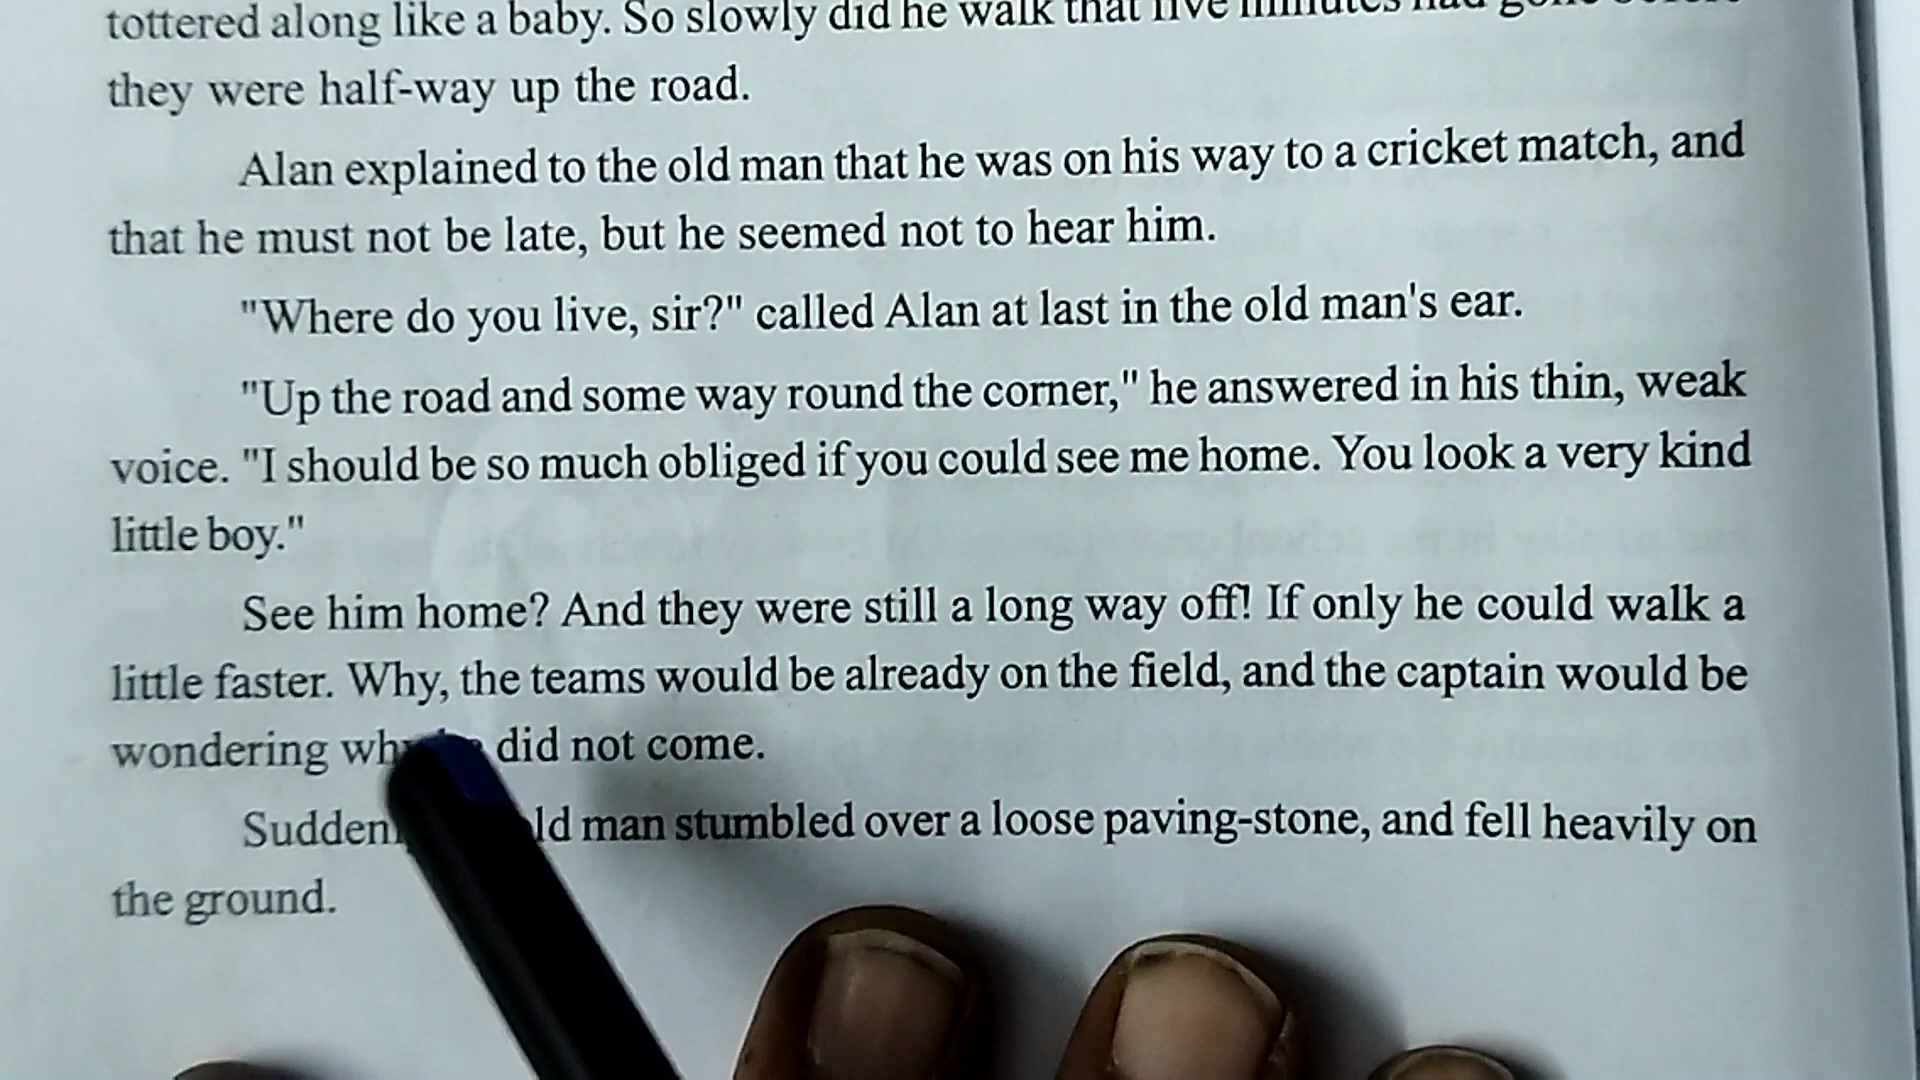 tottered along like a baby. So slowly did he walk that five minutes had gone before
they were half-way up the road.
Alan explained to the old man that he was on his way to a cricket match, and
that he must not be late, but he seemed not to hear him.
"Where do you live, sir?" called Alan at last in the old man's ear.
"Up the road and some way round the corner," he answered in his thin, weak
voice. "I should be so much obliged if you could see me home. You look a very kind
little boy."
See him home? And they were still a long way off! If only he could walk a
little faster. Why, the teams would be already on the field, and the captain would be
wondering did not come.
man stumbled over a loose paving-stone, and fell heavily on
the ground.